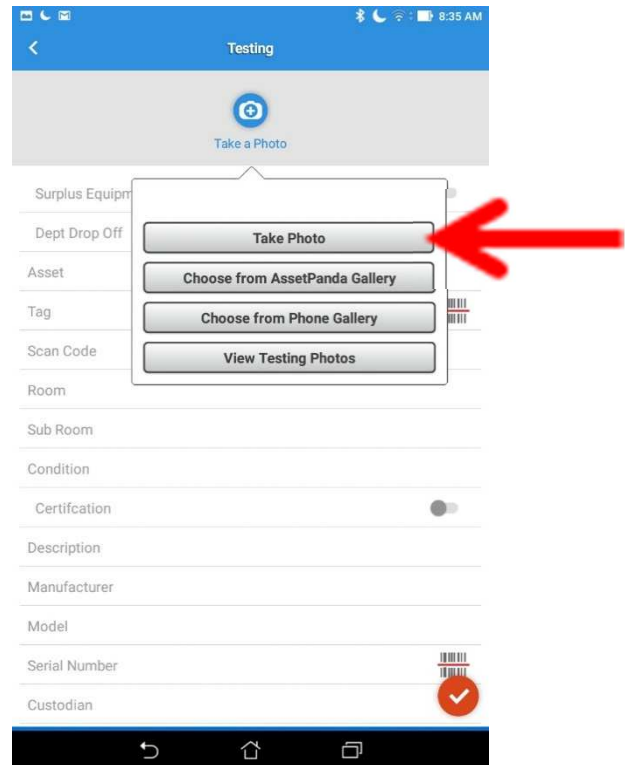 8:35 AM
Testing
Take a Photo
Surplus Equipm
Dept Drop Off
Take Photo
Asset
Choose from AssetPanda Gallery
Tag
Choose from Phone Gallery
Scan Code
View Testing Photos
Room
Sub Room
Condition
Certifcation
Description
Manufacturer
Model
Serial Number
Custodian